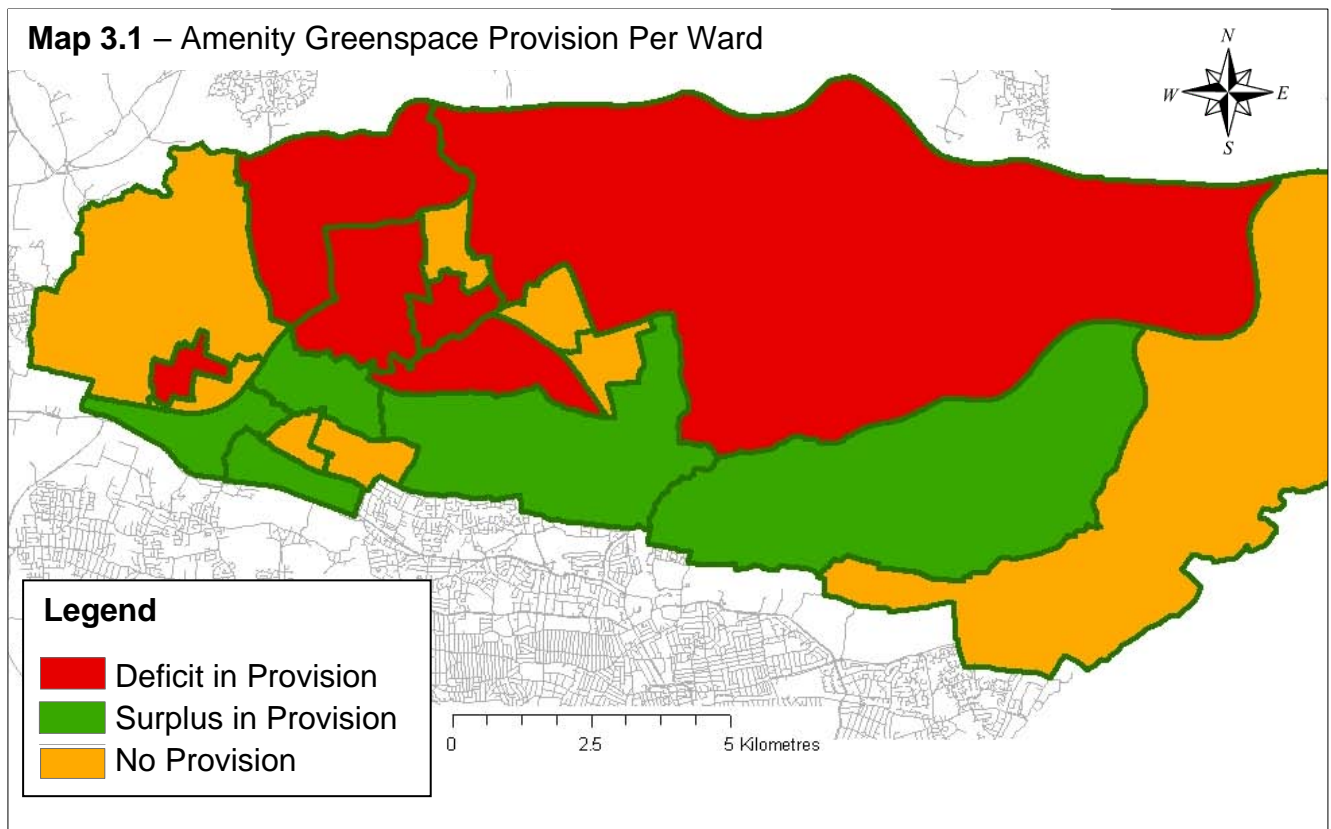 Map 3.1 – Amenity Greenspace Provision Per Ward
N
W E
S
Legend
Deficit in Provision
Surplus in Provision
No Provision
0 2.5 5 Kilometres